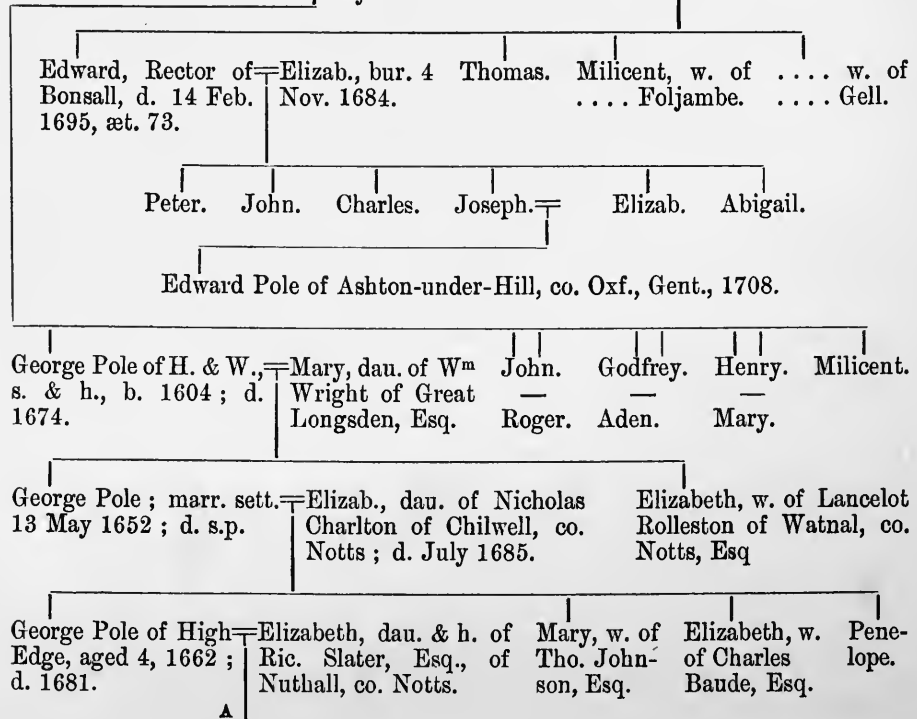 Edward, Rector of Elizab., bur. 4 Thomas. Milicent, w. of .... w. of
Bonsall, d. 14 Feb. Nov. 1684. .... Foljambe. .... Gell.
1695, æt. 73.
Peter. John. Charles. Joseph. Elizab. Abigail.
Edward Pole of Ashton-under-Hill, co. Oxf., Gent., 1708.
George Pole of H. & W., Mary, dau. of Wm John. Godfrey. Henry. Milicent.
s. & h., b. 1604 ; d. Wright of Great — — —
1674. Longsden, Esq. Roger. Aden. Mary.
George Pole ; marr. sett. Elizab., dau. of Nicholas Elizabeth, w. of Lancelot
13 May 1652 ; d. s.p. Charlton of Chilwell, co. Rolleston of Watnal, co.
Notts ; d. July 1685. Notts, Esq
George Pole of High Elizabeth, dau. & h. of Mary, w. of Elizabeth, w. Pene-
Edge, aged 4, 1662 ; Ric. Slater, Esq., of Tho. John- of Charles lope.
d. 1681. Nuthall, co. Notts. son, Esq. Baude, Esq.
A